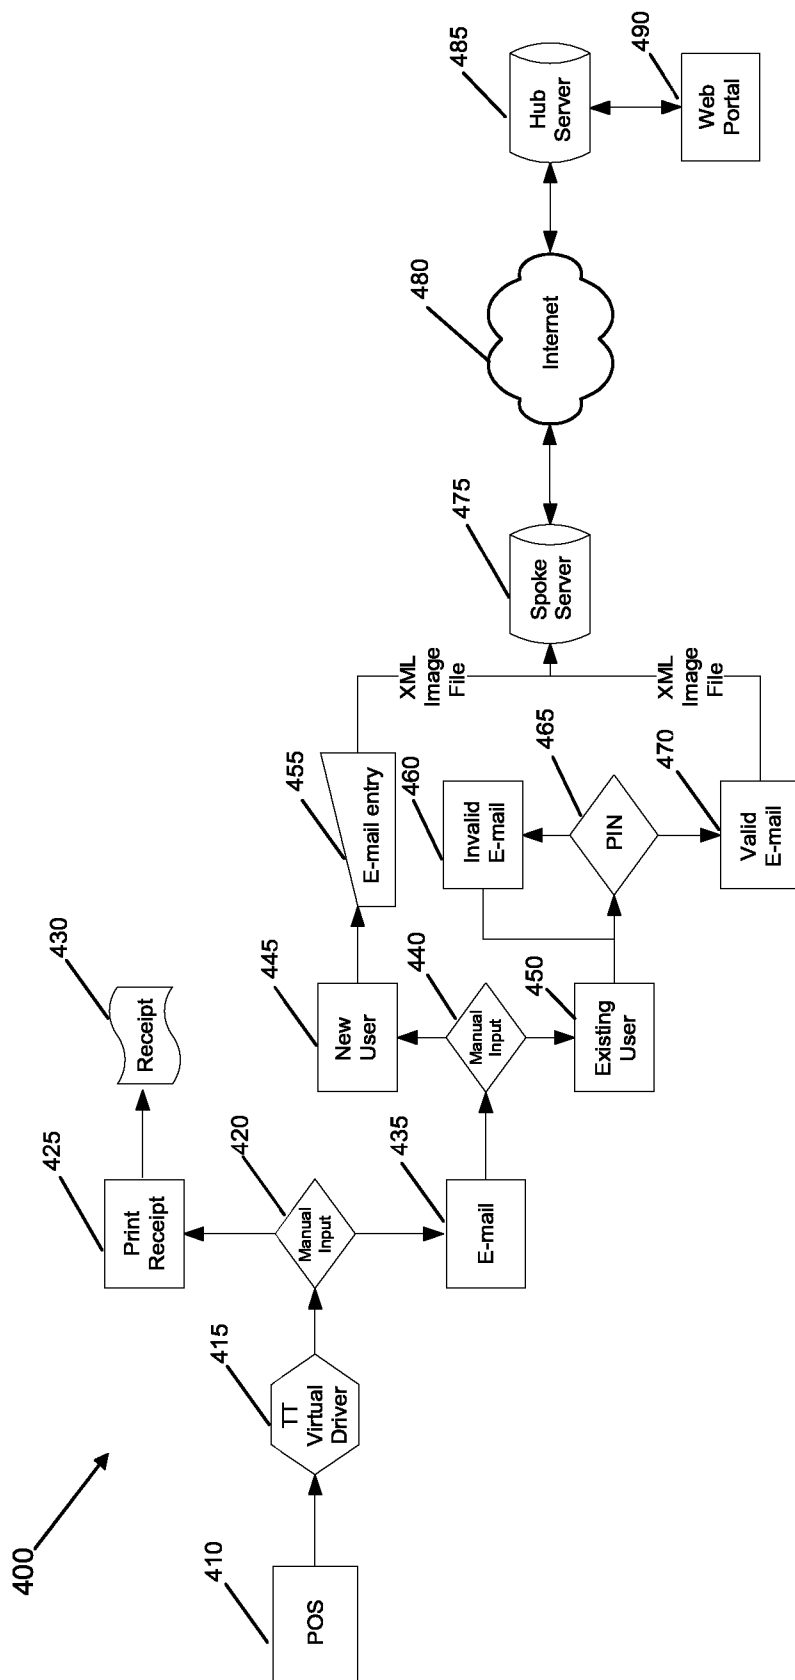 400
410
POS
415
TT
Virtual
Driver
420
Manual
Input
425
Print
Receipt
430
Receipt
435
E-mail
440
Manual
Input
445
New
User
450
Existing
User
455
E-mail entry
460
Invalid
E-mail
465
PIN
470
Valid
E-mail
XML
Image
File
XML
Image
File
475
Spoke
Server
480
Internet
485
Hub
Server
490
Web
Portal